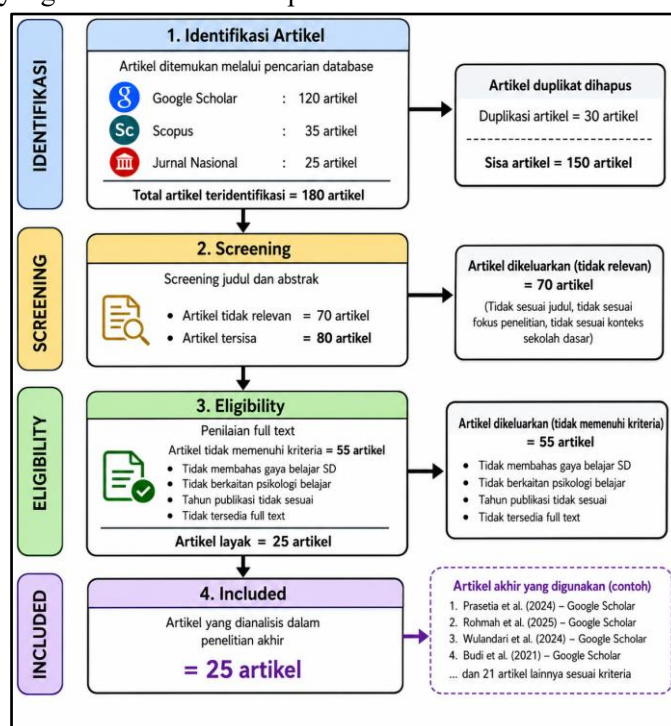 IDENTIFIKASI
1. Identifikasi Artikel
Artikel ditemukan melalui pencarian database
g Google Scholar : 120 artikel
Sc Scopus : 35 artikel
Jurnal Nasional : 25 artikel
Total artikel teridentifikasi = 180 artikel
Artikel duplikat dihapus
Duplikasi artikel = 30 artikel
Sisa artikel = 150 artikel
SCREENING
2. Screening
Screening judul dan abstrak
• Artikel tidak relevan = 70 artikel
• Artikel tersisa = 80 artikel
Artikel dikeluarkan (tidak relevan)
= 70 artikel
(Tidak sesuai judul, tidak sesuai
fokus penelitian, tidak sesuai konteks
sekolah dasar)
ELIGIBILITY
3. Eligibility
Penilaian full text
Artikel tidak memenuhi kriteria = 55 artikel
• Tidak membahas gaya belajar SD
• Tidak berkaitan psikologi belajar
• Tahun publikasi tidak sesuai
• Tidak tersedia full text
Artikel layak = 25 artikel
Artikel dikeluarkan (tidak memenuhi kriteria)
= 55 artikel
• Tidak membahas gaya belajar SD
• Tidak berkaitan psikologi belajar
• Tahun publikasi tidak sesuai
• Tidak tersedia full text
INCLUDED
4. Included
Artikel yang dianalisis dalam
penelitian akhir
= 25 artikel
Artikel akhir yang digunakan (contoh)
1. Prasetia et al. (2024) – Google Scholar
2. Rohmah et al. (2025) – Google Scholar
3. Wulandari et al. (2024) – Google Scholar
4. Budi et al. (2021) – Google Scholar
... dan 21 artikel lainnya sesuai kriteria